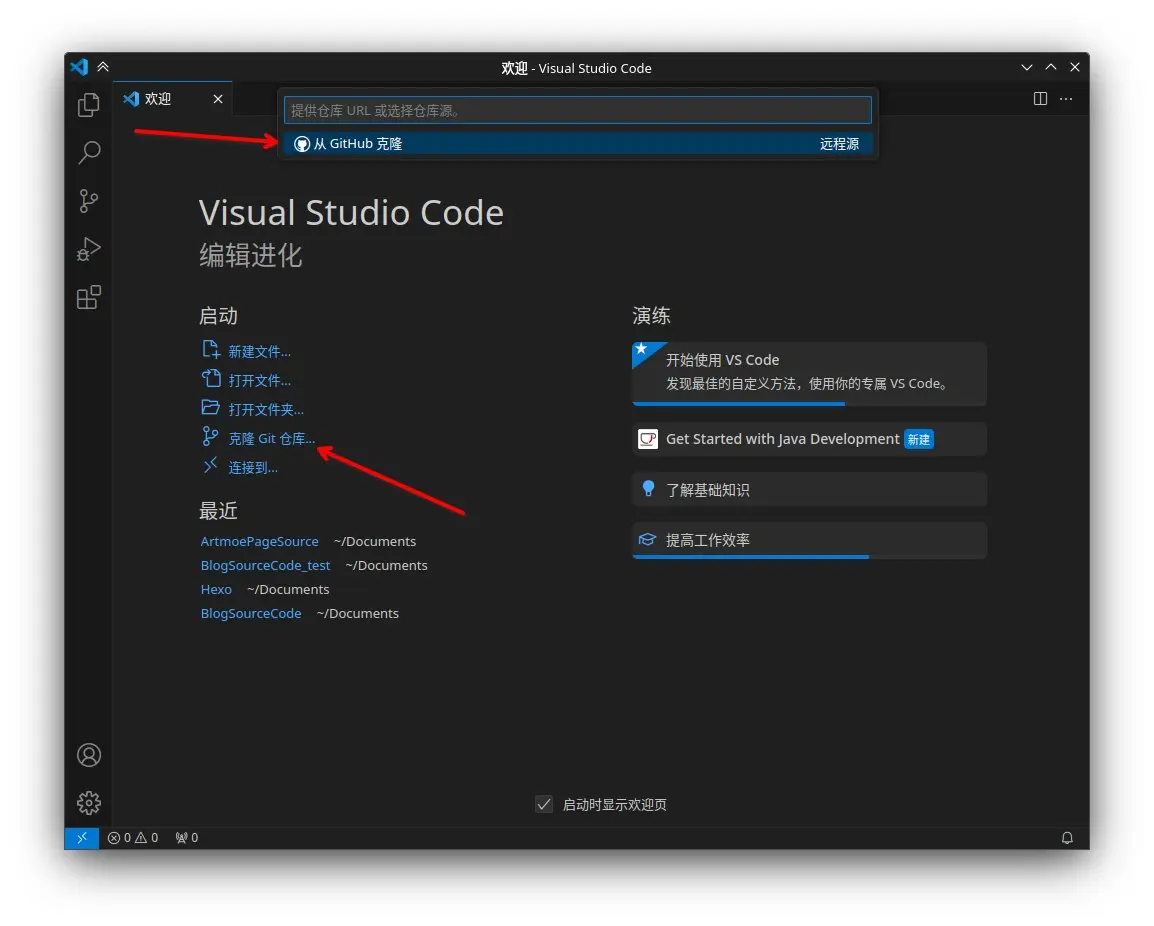 欢迎 - Visual Studio Code
欢迎
提供仓库 URL 或选择仓库源。
从 GitHub 克隆 远程源
Visual Studio Code
编辑进化
启动
新建文件...
打开文件...
打开文件夹...
克隆 Git 仓库...
连接到...
最近
ArtmoePageSource ~/Documents
BlogSourceCode_test ~/Documents
Hexo ~/Documents
BlogSourceCode ~/Documents
演练
开始使用 VS Code
发现最佳的自定义方法，使用你的专属 VS Code。
Get Started with Java Development 新建
了解基础知识
提高工作效率
启动时显示欢迎页
0 0 0